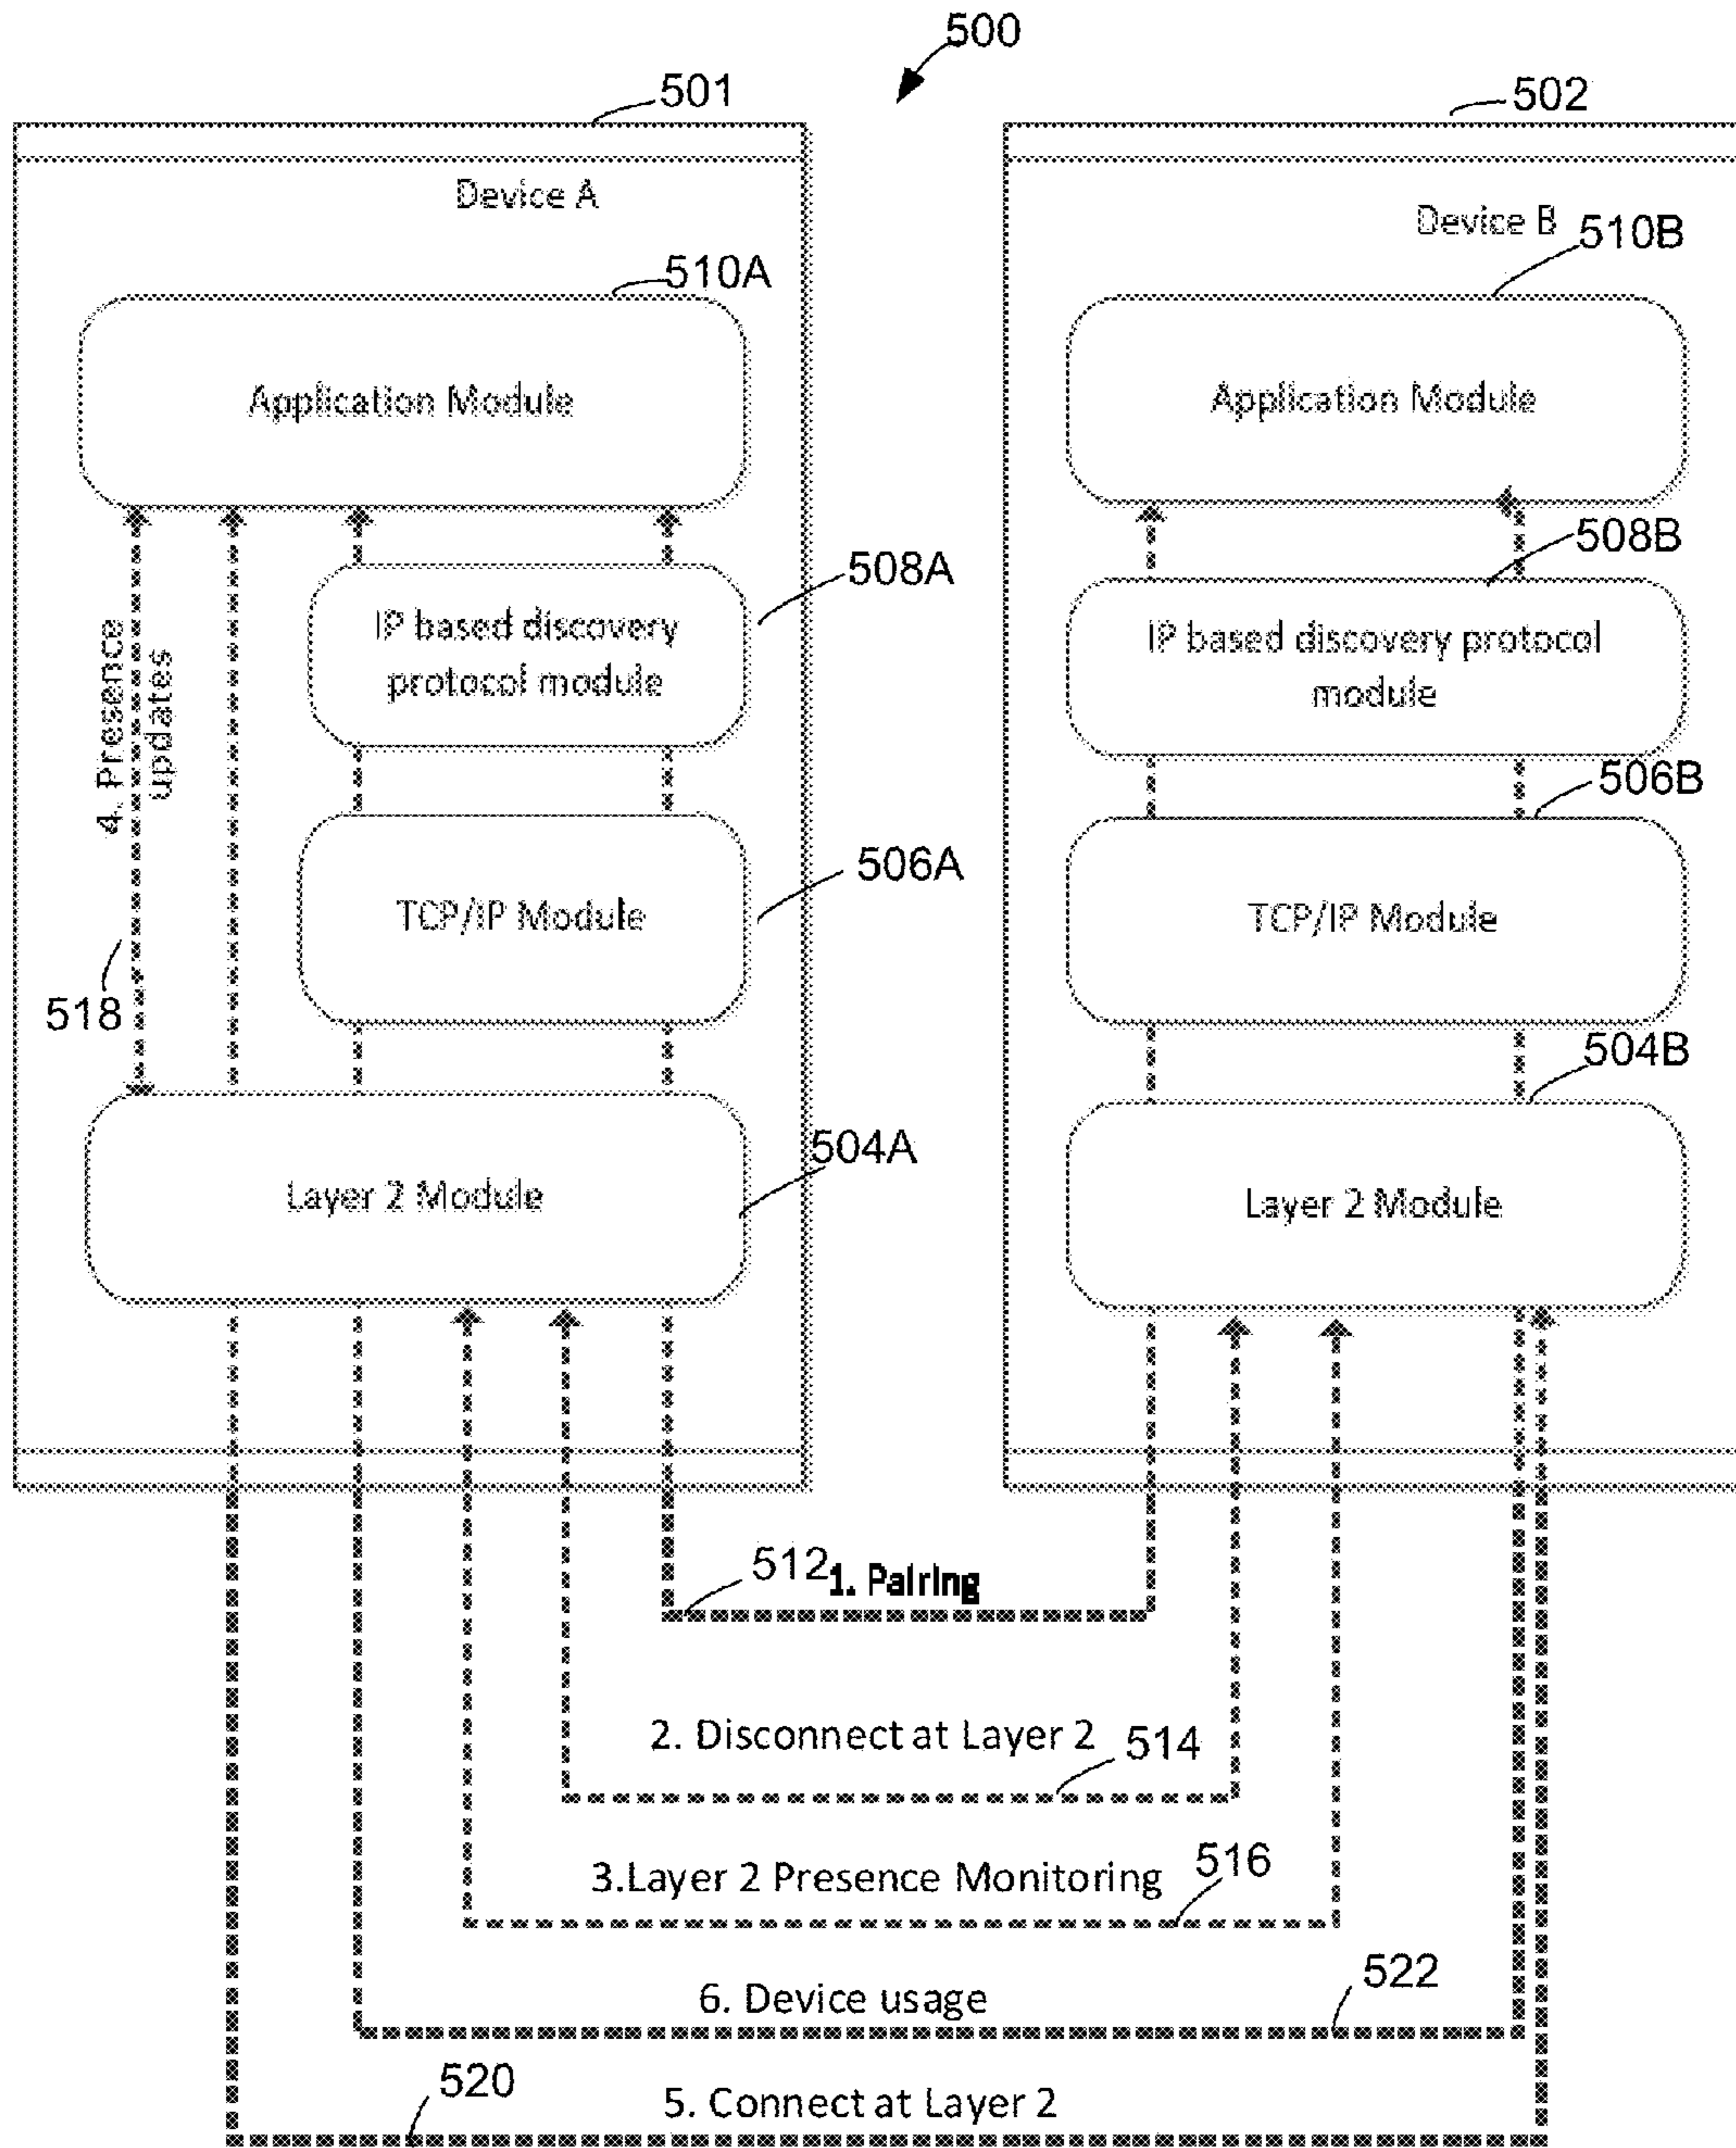 500
501
502
Device A
Device B
510A
510B
Application Module
Application Module
508A
508B
IP based discovery
protocol module
IP based discovery protocol
module
4. Presence
updates
506A
506B
TCP/IP Module
TCP/IP Module
518
504A
504B
Layer 2 Module
Layer 2 Module
512
1. Pairing
2. Disconnect at Layer 2
514
3.Layer 2 Presence Monitoring
516
6. Device usage
522
520
5. Connect at Layer 2